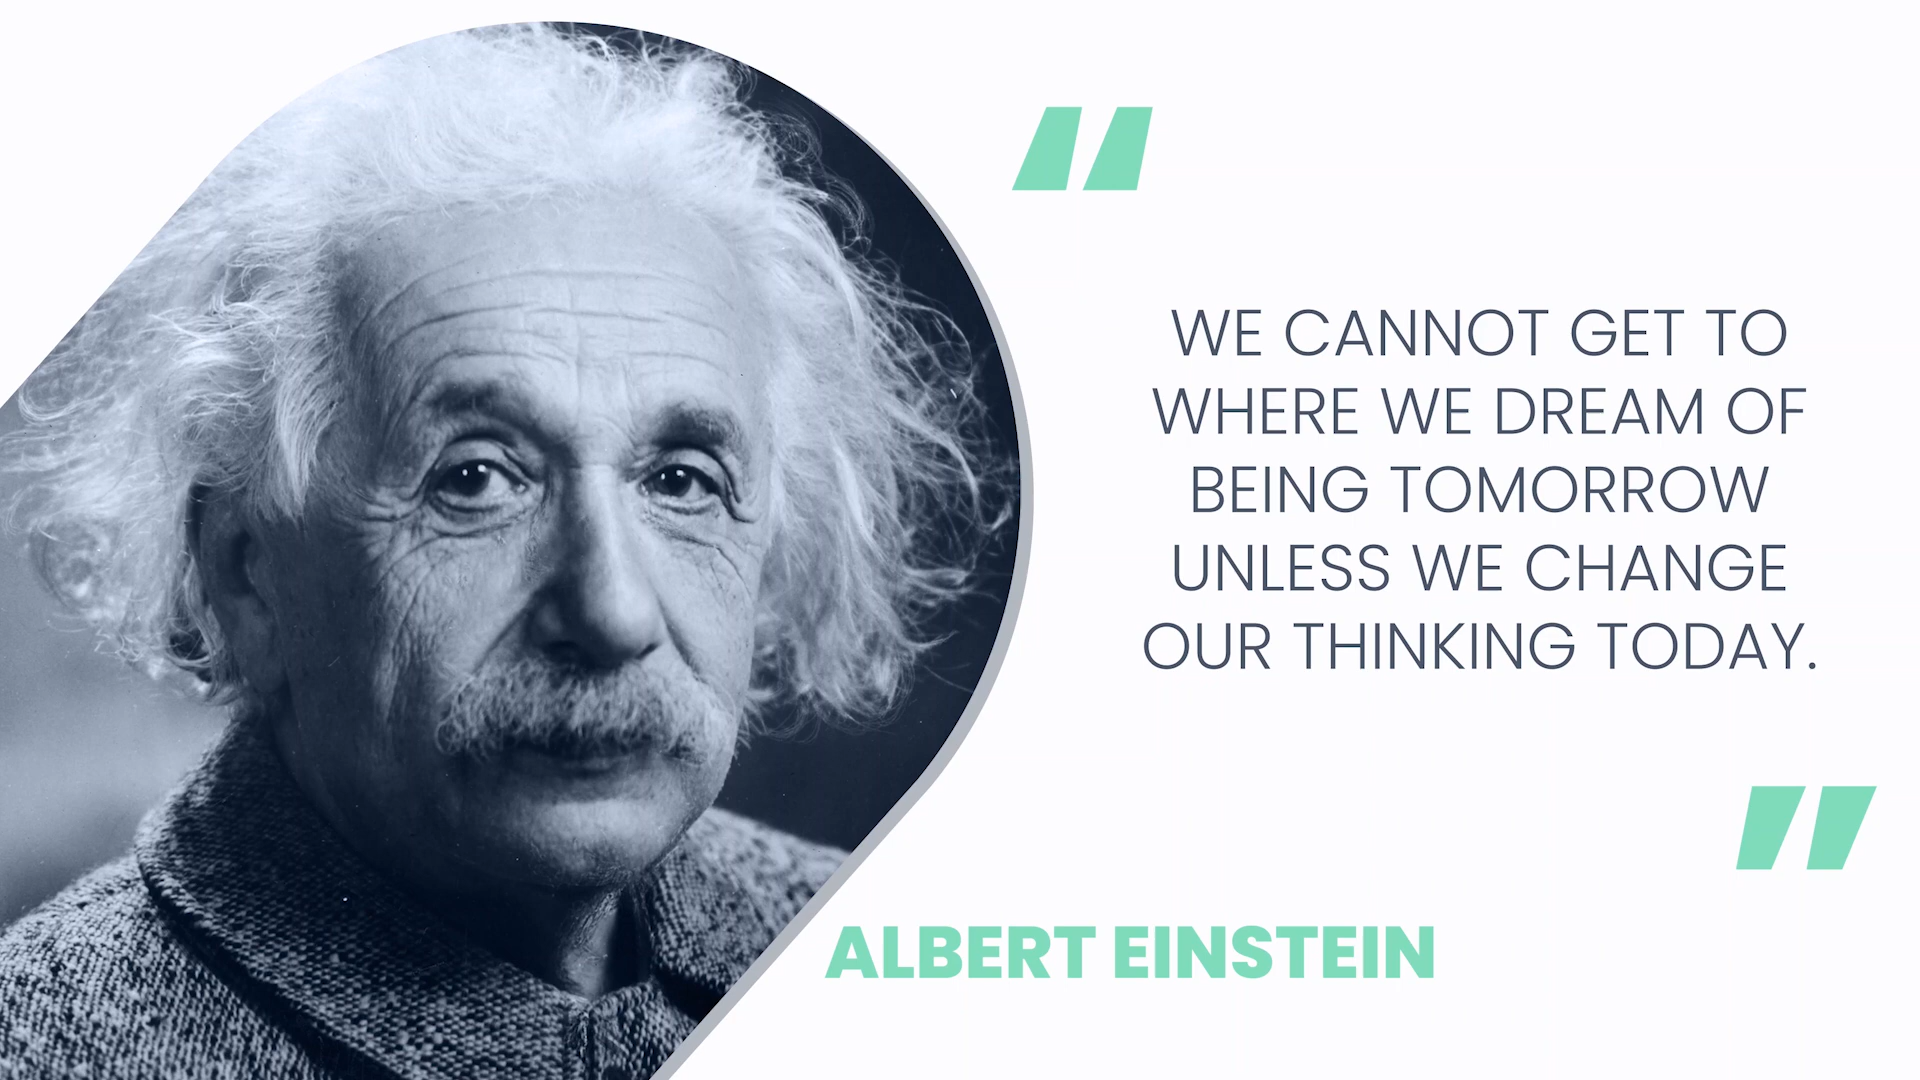 “
WE CANNOT GET TO
WHERE WE DREAM OF
BEING TOMORROW
UNLESS WE CHANGE
OUR THINKING TODAY.
”
ALBERT EINSTEIN